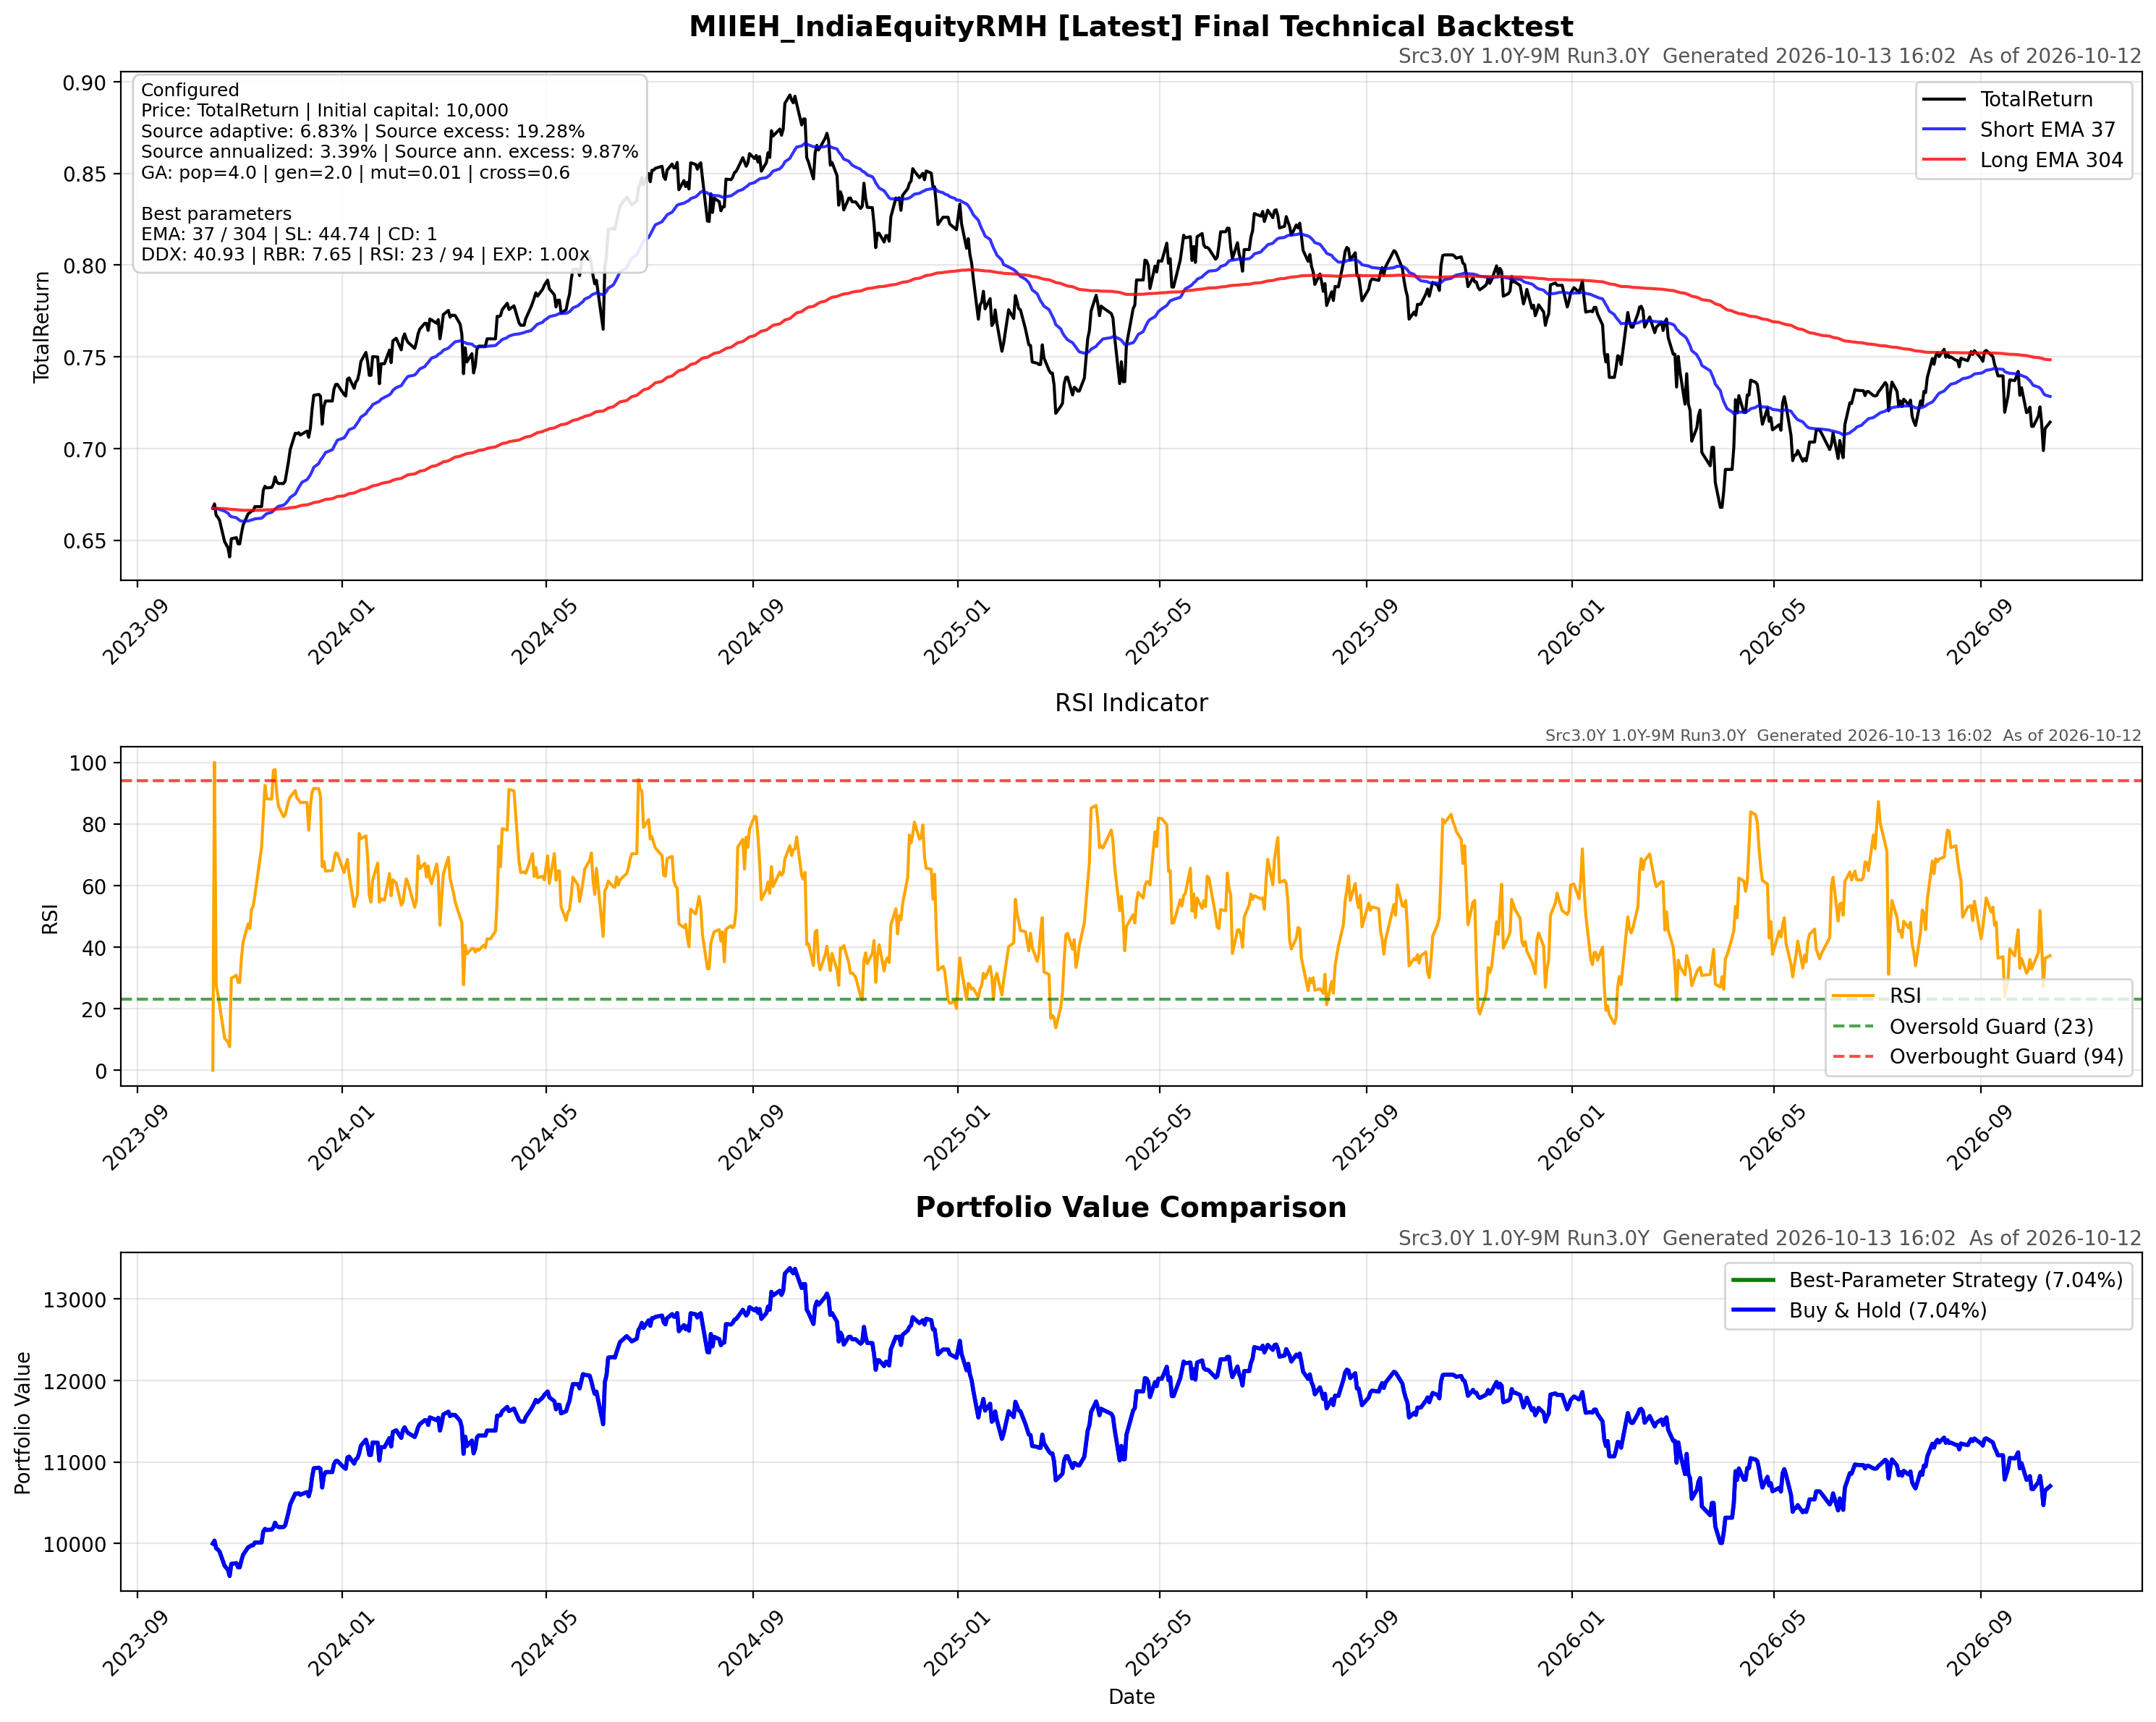 MIIEH_IndiaEquityRMH [Latest] Final Technical Backtest
Src3.0Y 1.0Y-9M Run3.0Y  Generated 2026-10-13 16:02  As of 2026-10-12
Configured
Price: TotalReturn | Initial capital: 10,000
Source adaptive: 6.83% | Source excess: 19.28%
Source annualized: 3.39% | Source ann. excess: 9.87%
GA: pop=4.0 | gen=2.0 | mut=0.01 | cross=0.6
Best parameters
EMA: 37 / 304 | SL: 44.74 | CD: 1
DDX: 40.93 | RBR: 7.65 | RSI: 23 / 94 | EXP: 1.00x
TotalReturn
Short EMA 37
Long EMA 304
TotalReturn
0.90
0.85
0.80
0.75
0.70
0.65
2023-09
2024-01
2024-05
2024-09
2025-01
2025-05
2025-09
2026-01
2026-05
2026-09
RSI Indicator
Src3.0Y 1.0Y-9M Run3.0Y  Generated 2026-10-13 16:02  As of 2026-10-12
RSI
100
80
60
40
20
0
RSI
Oversold Guard (23)
Overbought Guard (94)
2023-09
2024-01
2024-05
2024-09
2025-01
2025-05
2025-09
2026-01
2026-05
2026-09
Portfolio Value Comparison
Src3.0Y 1.0Y-9M Run3.0Y  Generated 2026-10-13 16:02  As of 2026-10-12
Best-Parameter Strategy (7.04%)
Buy & Hold (7.04%)
Portfolio Value
13000
12000
11000
10000
2023-09
2024-01
2024-05
2024-09
2025-01
2025-05
2025-09
2026-01
2026-05
2026-09
Date